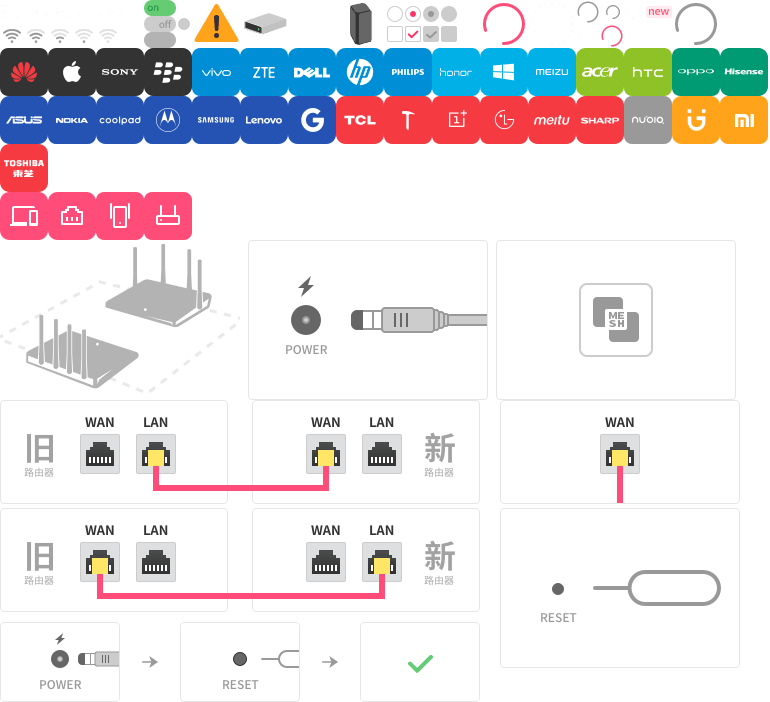 on
off
new
SONY
vivo
ZTE
DELL
hp
PHILIPS
honor
MEIZU
acer
hTC
oppo
Hisense
ASUS
NOKIA
coolpad
SAMSUNG
Lenovo
G
TCL
T
1+
LG
meitu
SHARP
nubia
mi
TOSHIBA
東芝
POWER
ME
SH
WAN LAN
旧
路由器
WAN LAN
新
路由器
WAN
WAN LAN
旧
路由器
WAN LAN
新
路由器
RESET
POWER
RESET